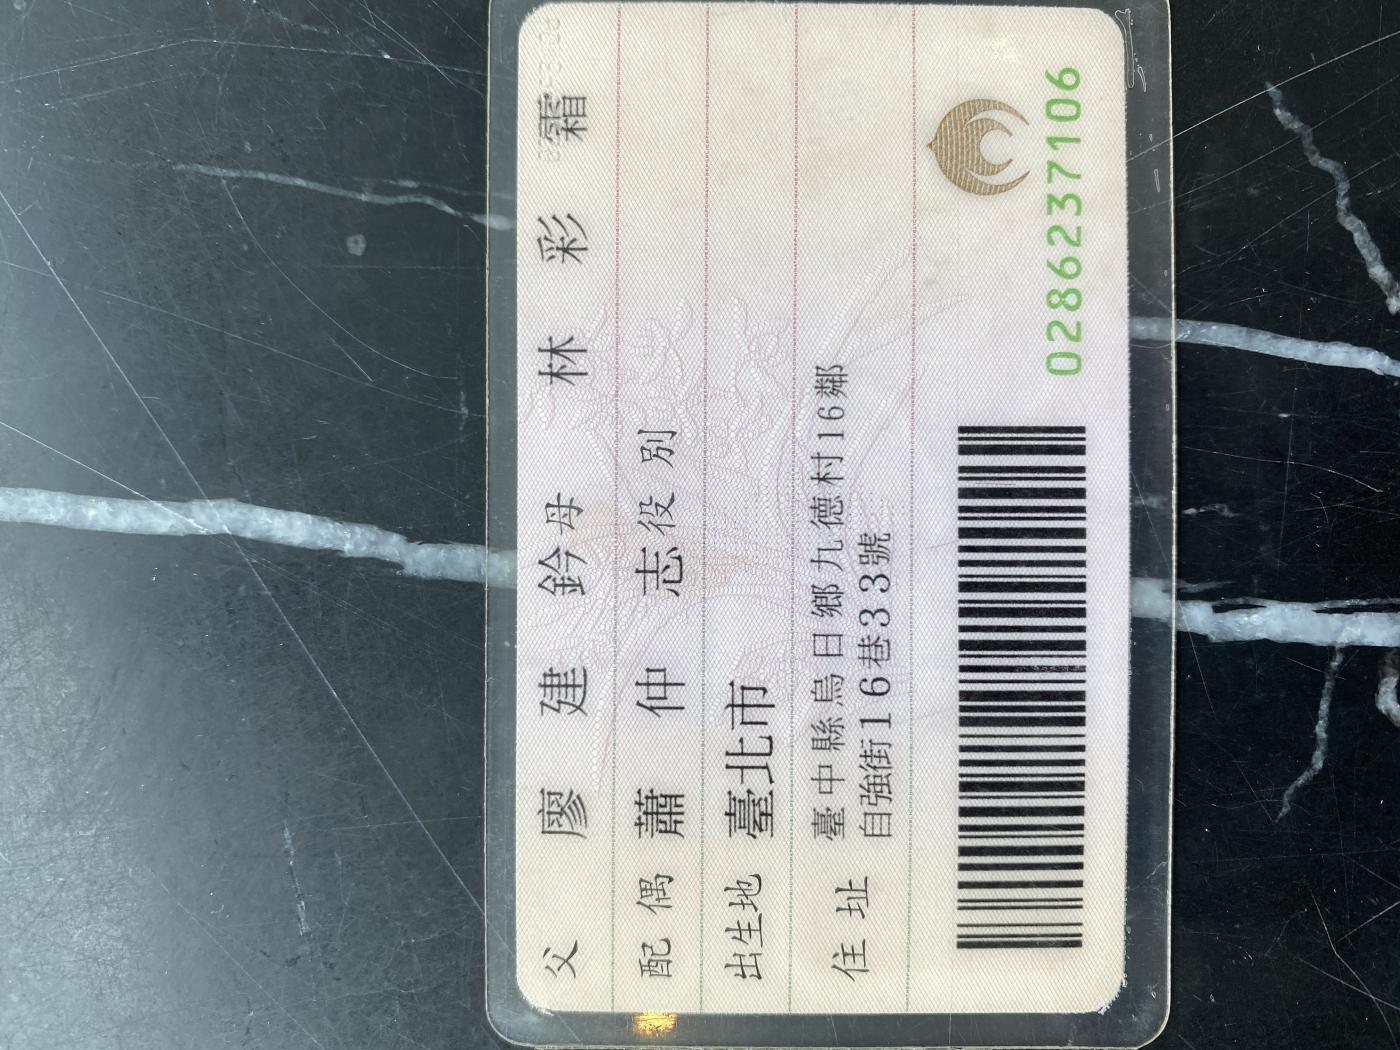 父 廖建鈐 母 林彩霜
配偶 蕭仲志 役別
出生地 臺北市
住址 臺中縣烏日鄉九德村16鄰
自強街16巷33號
0286237106